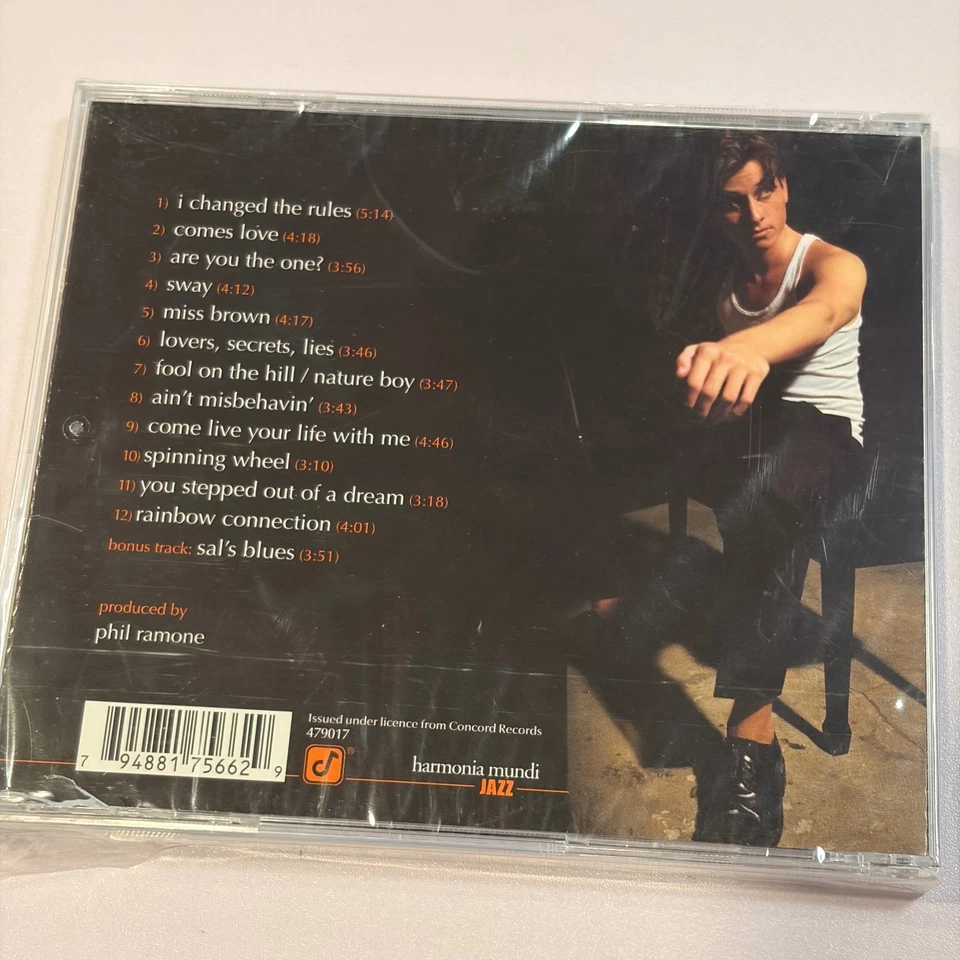 1) i changed the rules (5:14)
2) comes love (4:18)
3) are you the one? (3:56)
4) sway (4:12)
5) miss brown (4:17)
6) lovers, secrets, lies (3:46)
7) fool on the hill / nature boy (3:47)
8) ain't misbehavin' (3:43)
9) come live your life with me (4:46)
10) spinning wheel (3:10)
11) you stepped out of a dream (3:18)
12) rainbow connection (4:01)
bonus track: sal's blues (3:51)
produced by
phil ramone
7 94881 75662 9
Issued under licence from Concord Records
479017
®
harmonia mundi
JAZZ